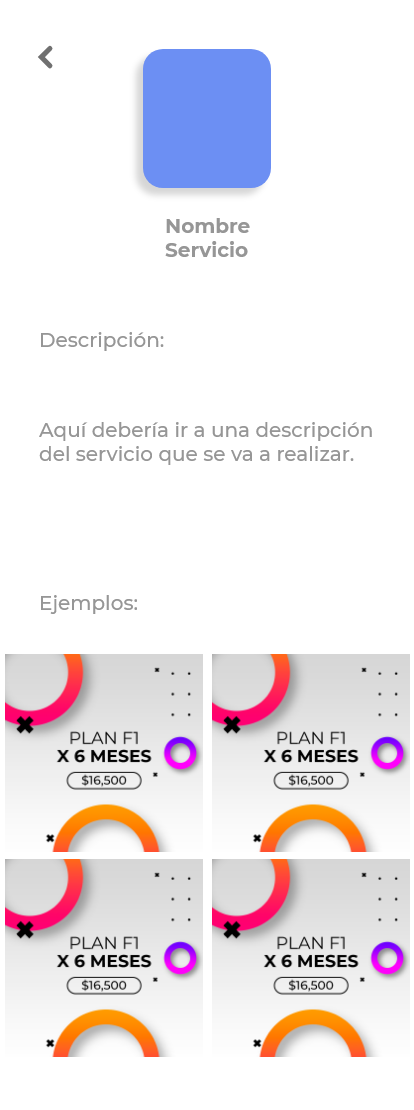 Nombre
Servicio
Descripción:
Aquí debería ir a una descripción
del servicio que se va a realizar.
Ejemplos:
PLAN F1
X 6 MESES
$16,500
PLAN F1
X 6 MESES
$16,500
PLAN F1
X 6 MESES
$16,500
PLAN F1
X 6 MESES
$16,500